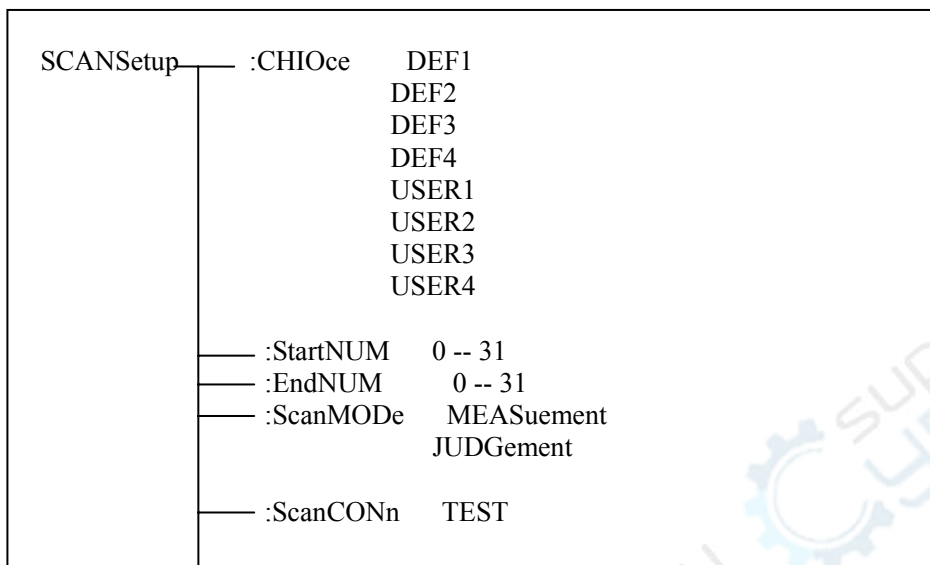 SCANSetup :CHIOce DEF1
DEF2
DEF3
DEF4
USER1
USER2
USER3
USER4
:StartNUM 0 -- 31
:EndNUM 0 -- 31
:ScanMODe MEASuement
JUDGement
:ScanCONn TEST